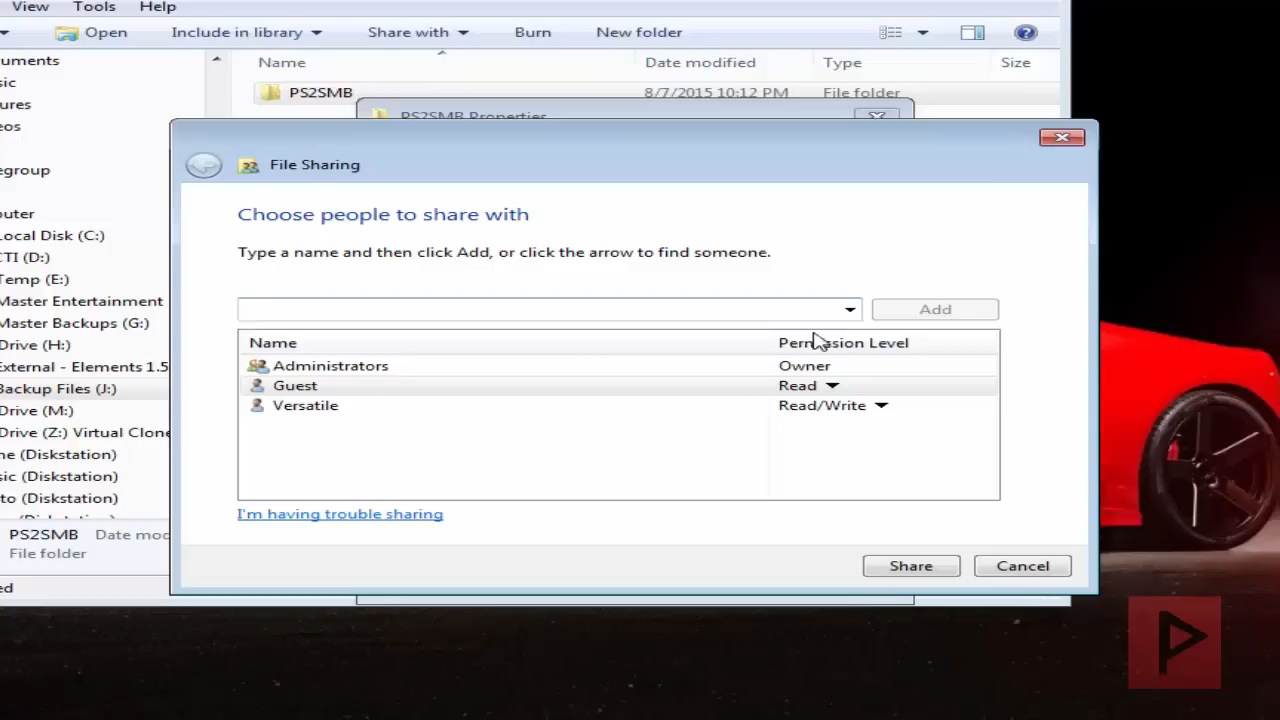 View Tools Help
Open Include in library Share with Burn New folder
Name Date modified Type Size
PS2SMB 8/7/2015 10:12 PM File folder
PS2SMB Properties
File Sharing
Choose people to share with
Type a name and then click Add, or click the arrow to find someone.
Add
Name Permission Level
Administrators Owner
Guest Read
Versatile Read/Write
I'm having trouble sharing
Share Cancel
uments
sic
ures
eos
egroup
outer
Local Disk (C:)
CTI (D:)
Temp (E:)
Master Entertainment
Master Backups (G:)
Drive (H:)
External - Elements 1.5
Backup Files (J:)
Drive (M:)
Drive (Z:) Virtual Clone
ne (Diskstation)
sic (Diskstation)
to (Diskstation)
PS2SMB Date mod
File folder
ed
P